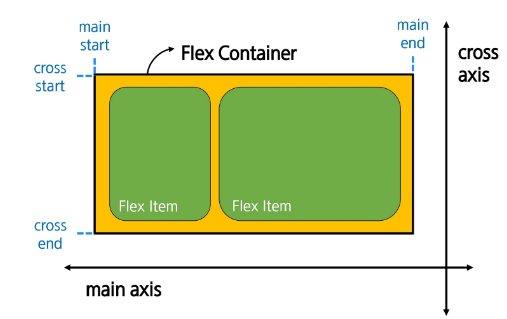 main
start
main
end
Flex Container
cross
axis
cross
start
Flex Item
Flex Item
cross
end
main axis